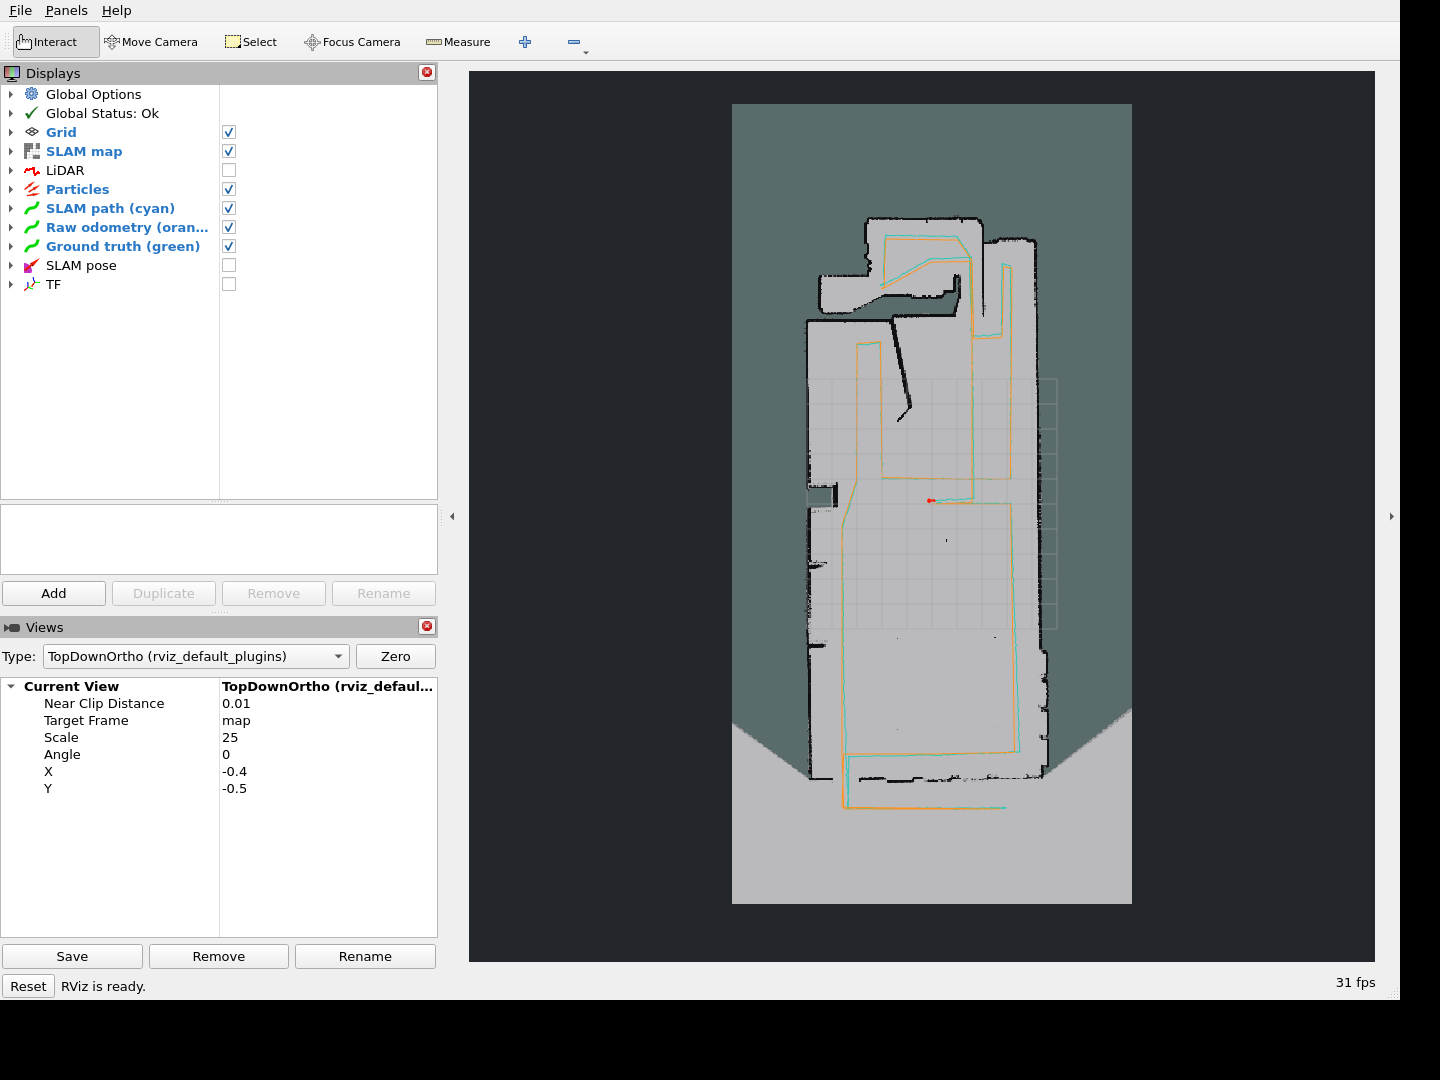 File Panels Help
Interact Move Camera Select Focus Camera Measure
Displays
Global Options
Global Status: Ok
Grid
SLAM map
LiDAR
Particles
SLAM path (cyan)
Raw odometry (oran...
Ground truth (green)
SLAM pose
TF
Add Duplicate Remove Rename
Views
Type: TopDownOrtho (rviz_default_plugins) Zero
Current View TopDownOrtho (rviz_defaul...
Near Clip Distance 0.01
Target Frame map
Scale 25
Angle 0
X -0.4
Y -0.5
Save Remove Rename
Reset RViz is ready. 31 fps